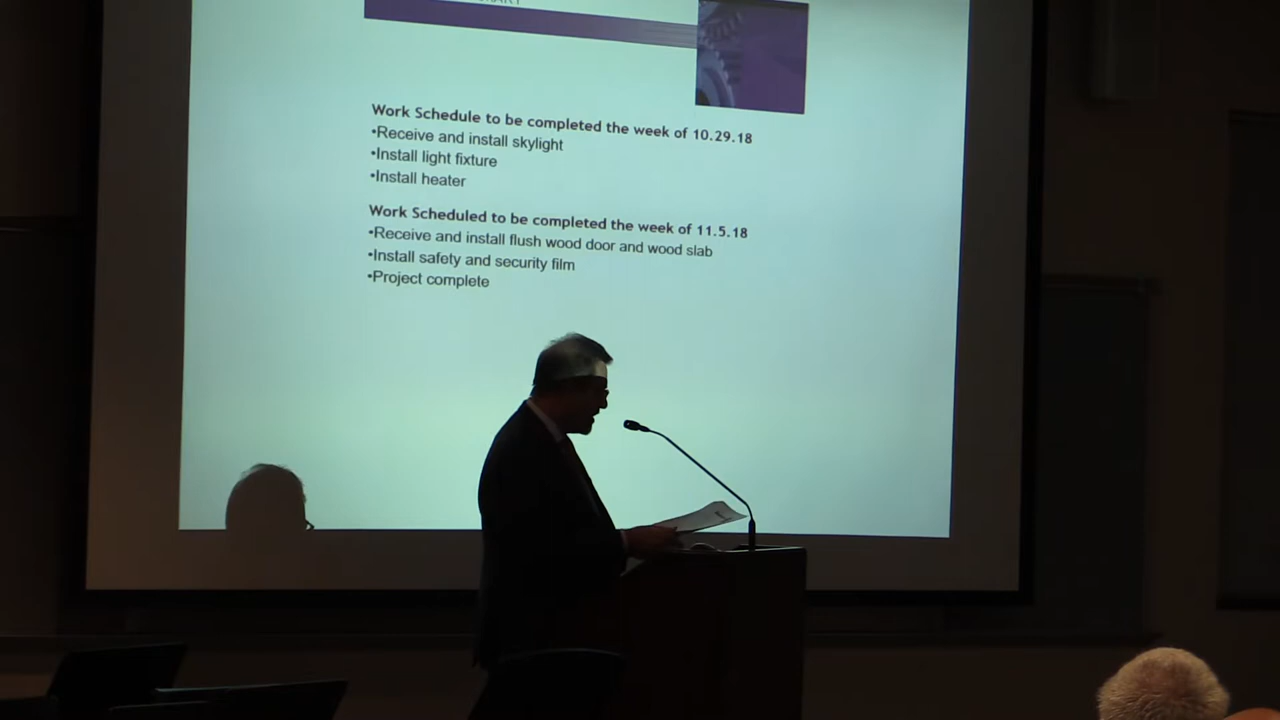 Work Schedule to be completed the week of 10.29.18
•Receive and install skylight
•Install light fixture
•Install heater
Work Scheduled to be completed the week of 11.5.18
•Receive and install flush wood door and wood slab
•Install safety and security film
•Project complete